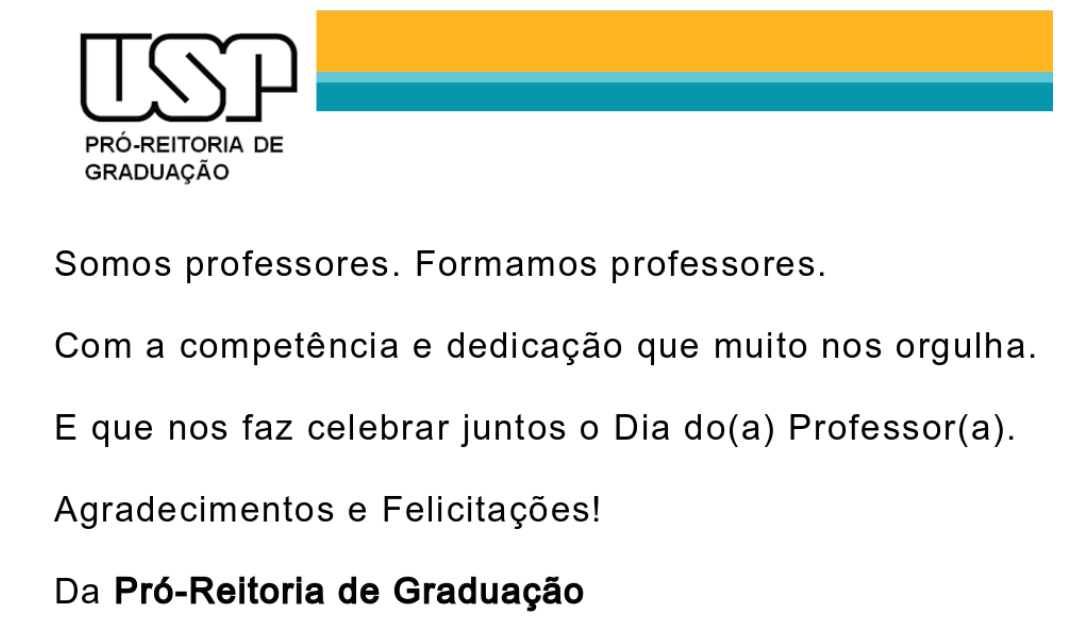 USP
PRÓ-REITORIA DE
GRADUAÇÃO
Somos professores. Formamos professores.
Com a competência e dedicação que muito nos orgulha.
E que nos faz celebrar juntos o Dia do(a) Professor(a).
Agradecimentos e Felicitações!
Da Pró-Reitoria de Graduação